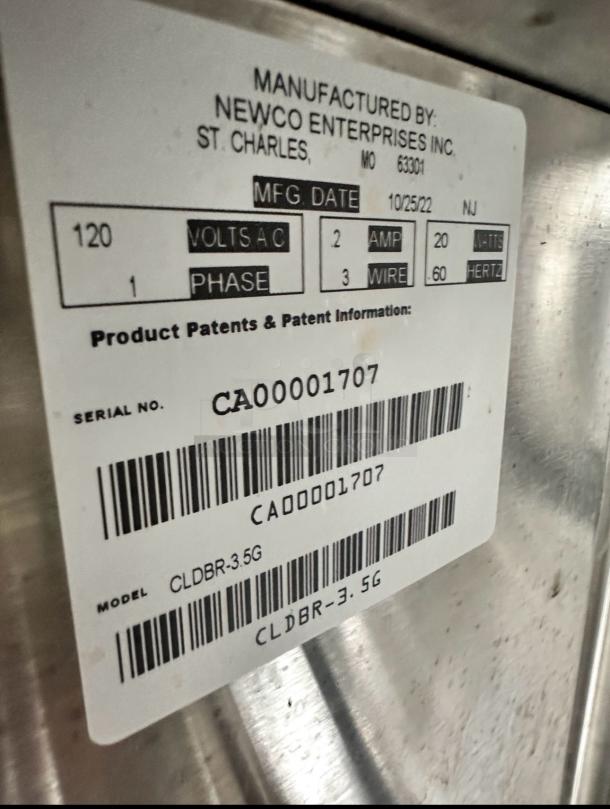 MANUFACTURED BY:
NEWCO ENTERPRISES INC.
ST. CHARLES, MO 63301
MFG. DATE 10/25/22 NJ
120 VOLTS A C .2 AMP 20 WATTS
1 PHASE 3 WIRE 60 HERTZ
Product Patents & Patent Information:
SERIAL NO. CA00001707
CA00001707
MODEL CLDBR-3.5G
CLDBR-3.5G